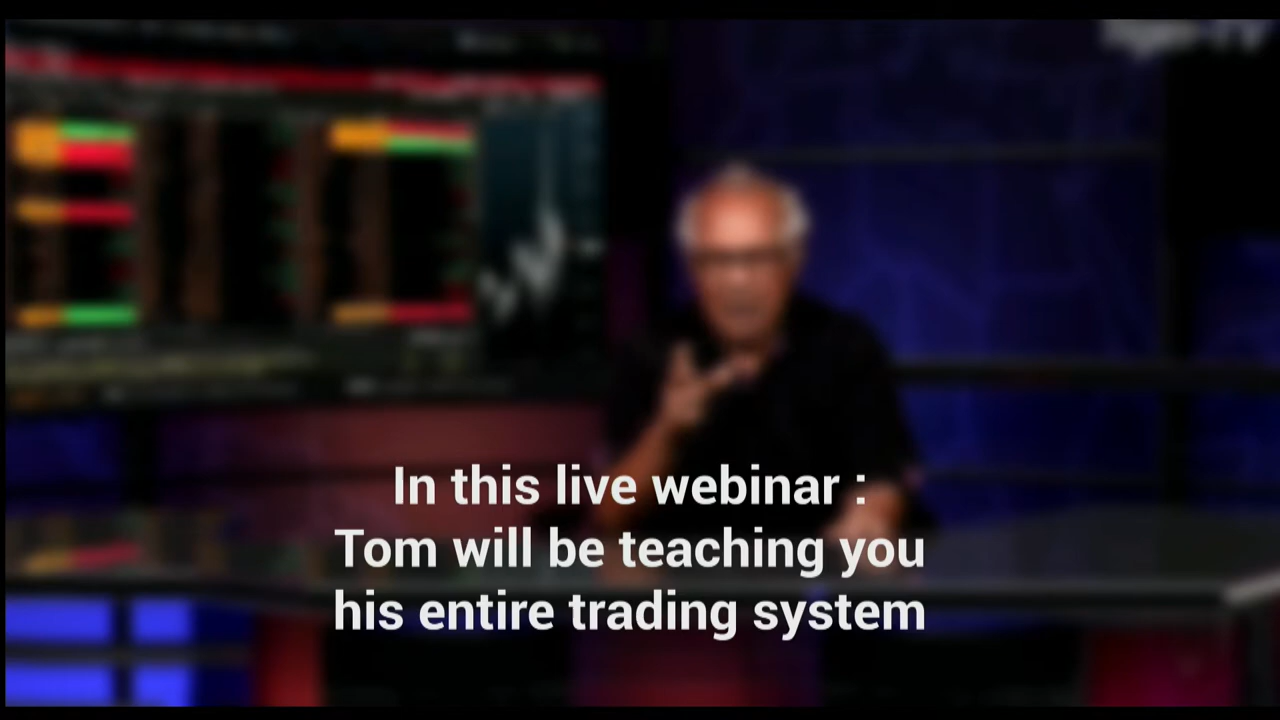 In this live webinar :
Tom will be teaching you
his entire trading system